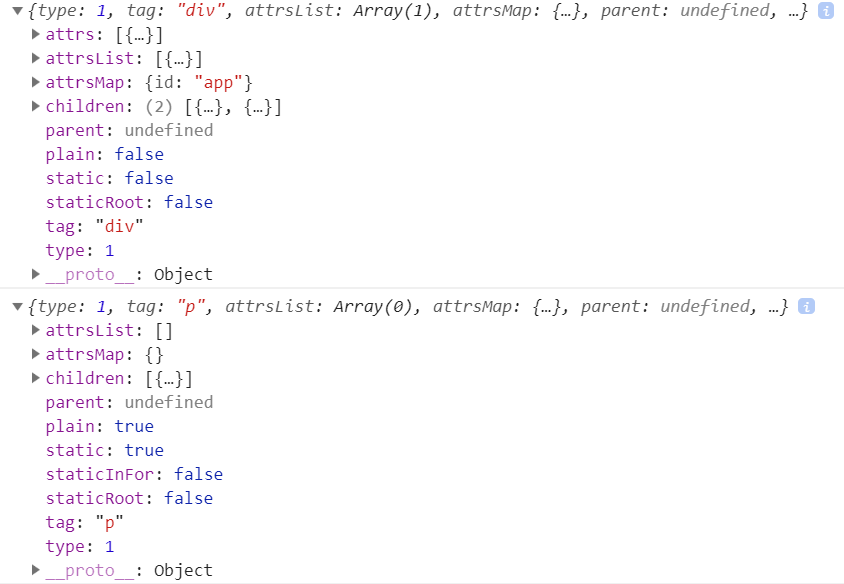 ▼{type: 1, tag: "div", attrsList: Array(1), attrsMap: {…}, parent: undefined, …} i
▶attrs: [{…}]
▶attrsList: [{…}]
▶attrsMap: {id: "app"}
▶children: (2) [{…}, {…}]
parent: undefined
plain: false
static: false
staticRoot: false
tag: "div"
type: 1
▶__proto__: Object
▼{type: 1, tag: "p", attrsList: Array(0), attrsMap: {…}, parent: undefined, …} i
▶attrsList: []
▶attrsMap: {}
▶children: [{…}]
parent: undefined
plain: true
static: true
staticInFor: false
staticRoot: false
tag: "p"
type: 1
▶__proto__: Object